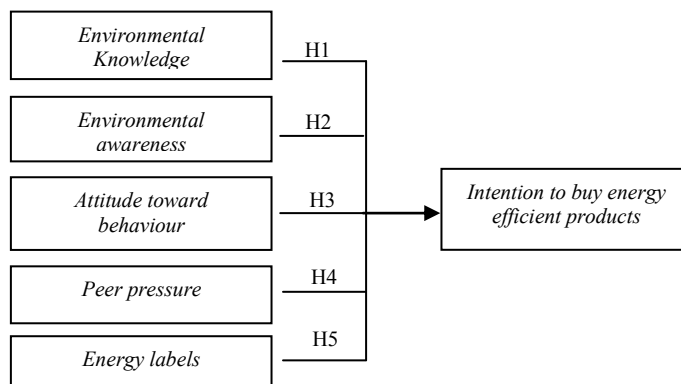 Environmental
Knowledge
H1
Environmental
awareness
H2
Attitude toward
behaviour
H3
Peer pressure
H4
Energy labels
H5
Intention to buy energy
efficient products